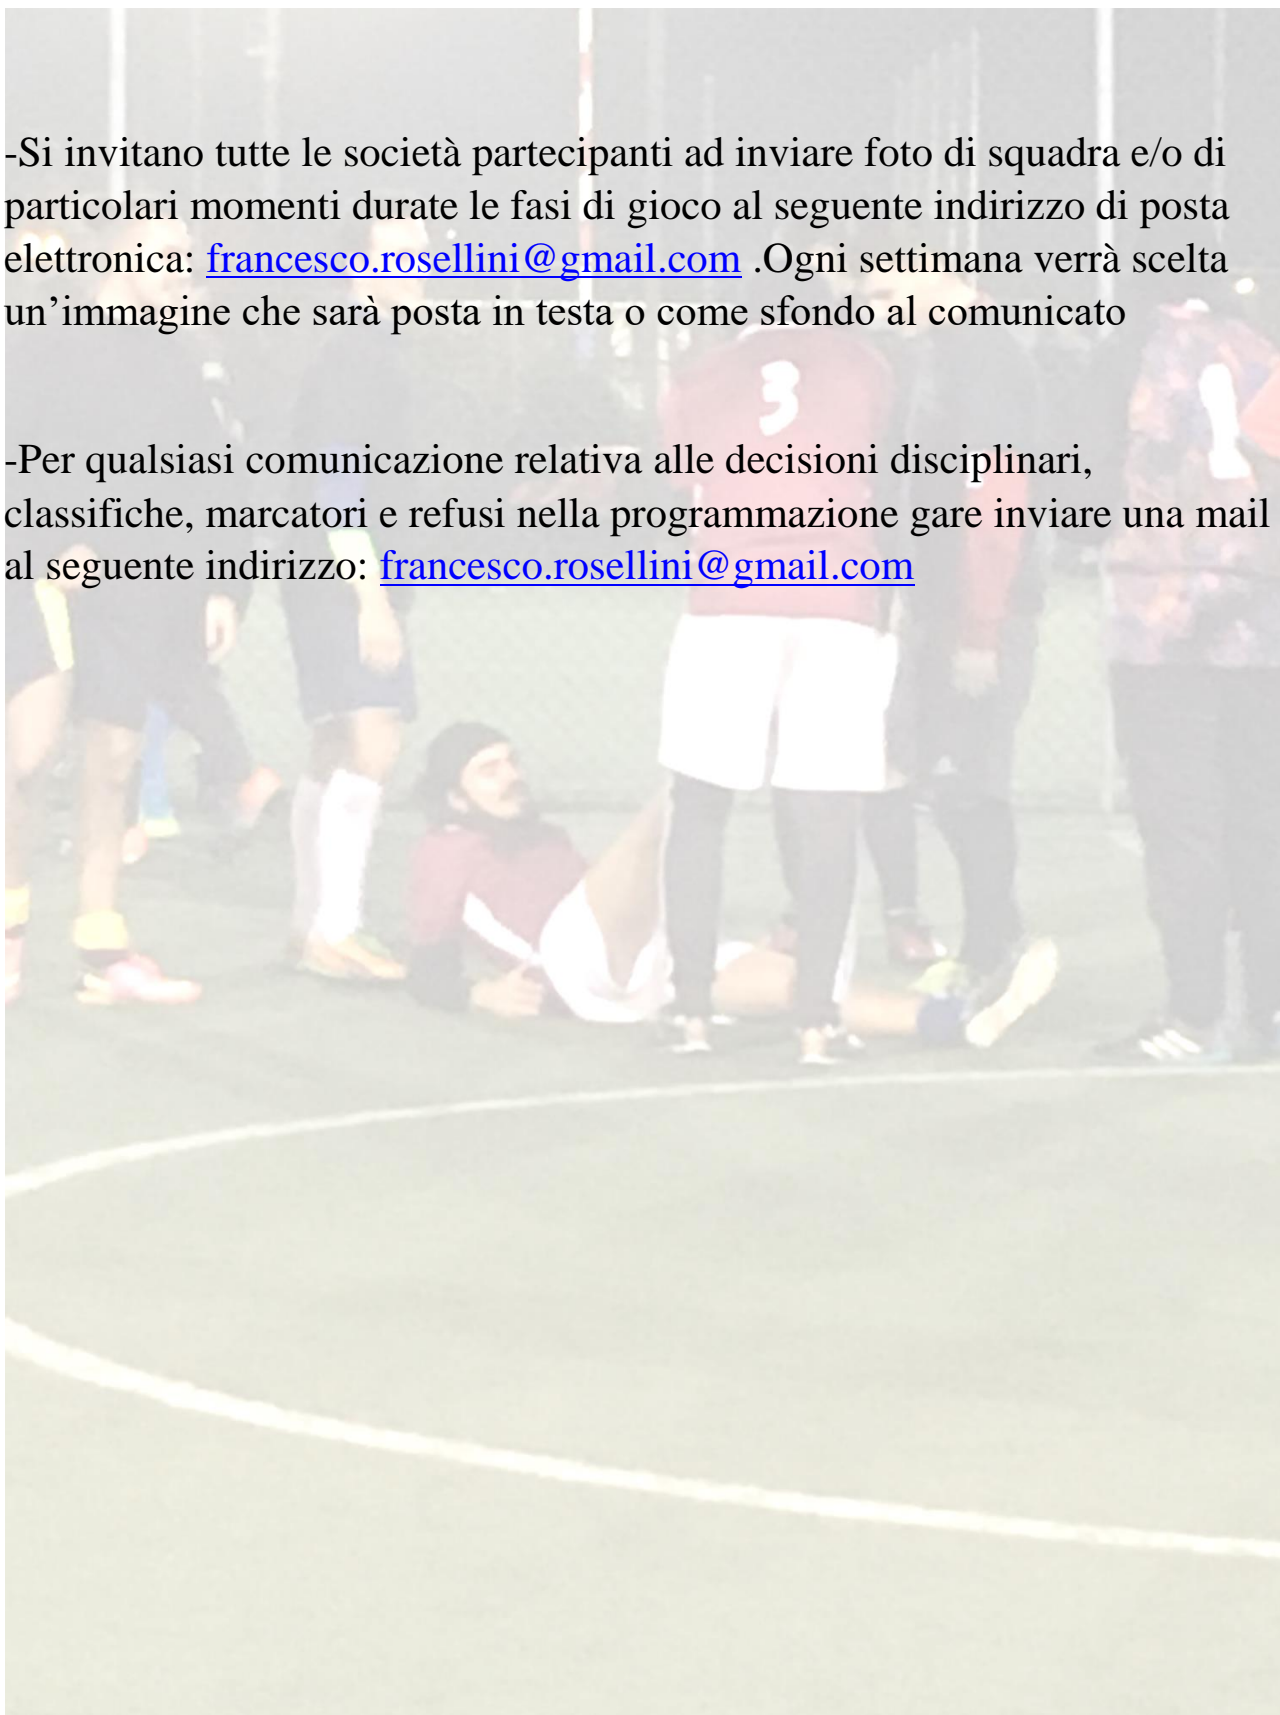 -Si invitano tutte le società partecipanti ad inviare foto di squadra e/o di
particolari momenti durate le fasi di gioco al seguente indirizzo di posta
elettronica: francesco.rosellini@gmail.com .Ogni settimana verrà scelta
un’immagine che sarà posta in testa o come sfondo al comunicato
-Per qualsiasi comunicazione relativa alle decisioni disciplinari,
classifiche, marcatori e refusi nella programmazione gare inviare una mail
al seguente indirizzo: francesco.rosellini@gmail.com
3
1